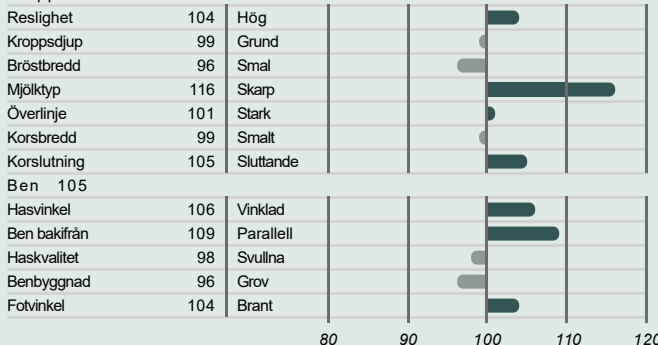 Reslighet 104 Hög
Kroppsdjup 99 Grund
Bröstbredd 96 Smal
Mjölktyp 116 Skarp
Överlinje 101 Stark
Korsbredd 99 Smalt
Korslutning 105 Sluttande
Ben 105
Hasvinkel 106 Vinklad
Ben bakifrån 109 Parallell
Haskvalitet 98 Svullna
Benbyggnad 96 Grov
Fotvinkel 104 Brant
80 90 100 110 120